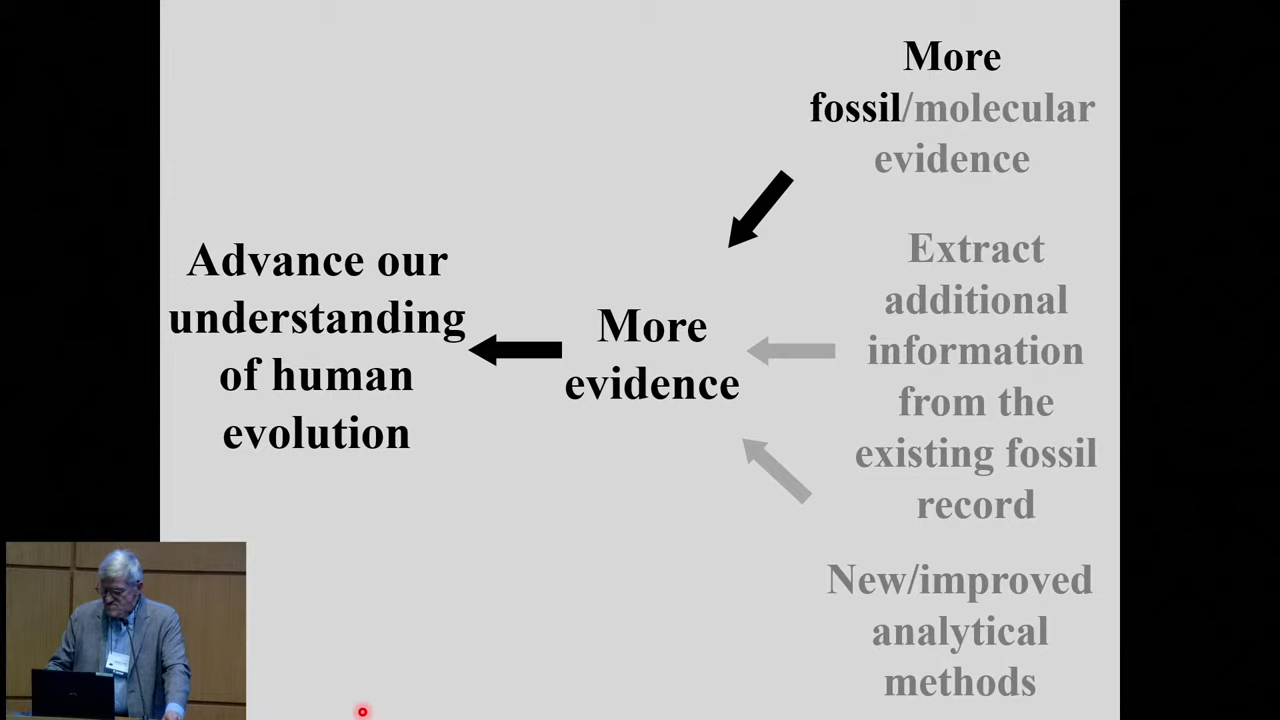 More
fossil/molecular
evidence
Advance our
understanding
of human
evolution
More
evidence
Extract
additional
information
from the
existing fossil
record
New/improved
analytical
methods